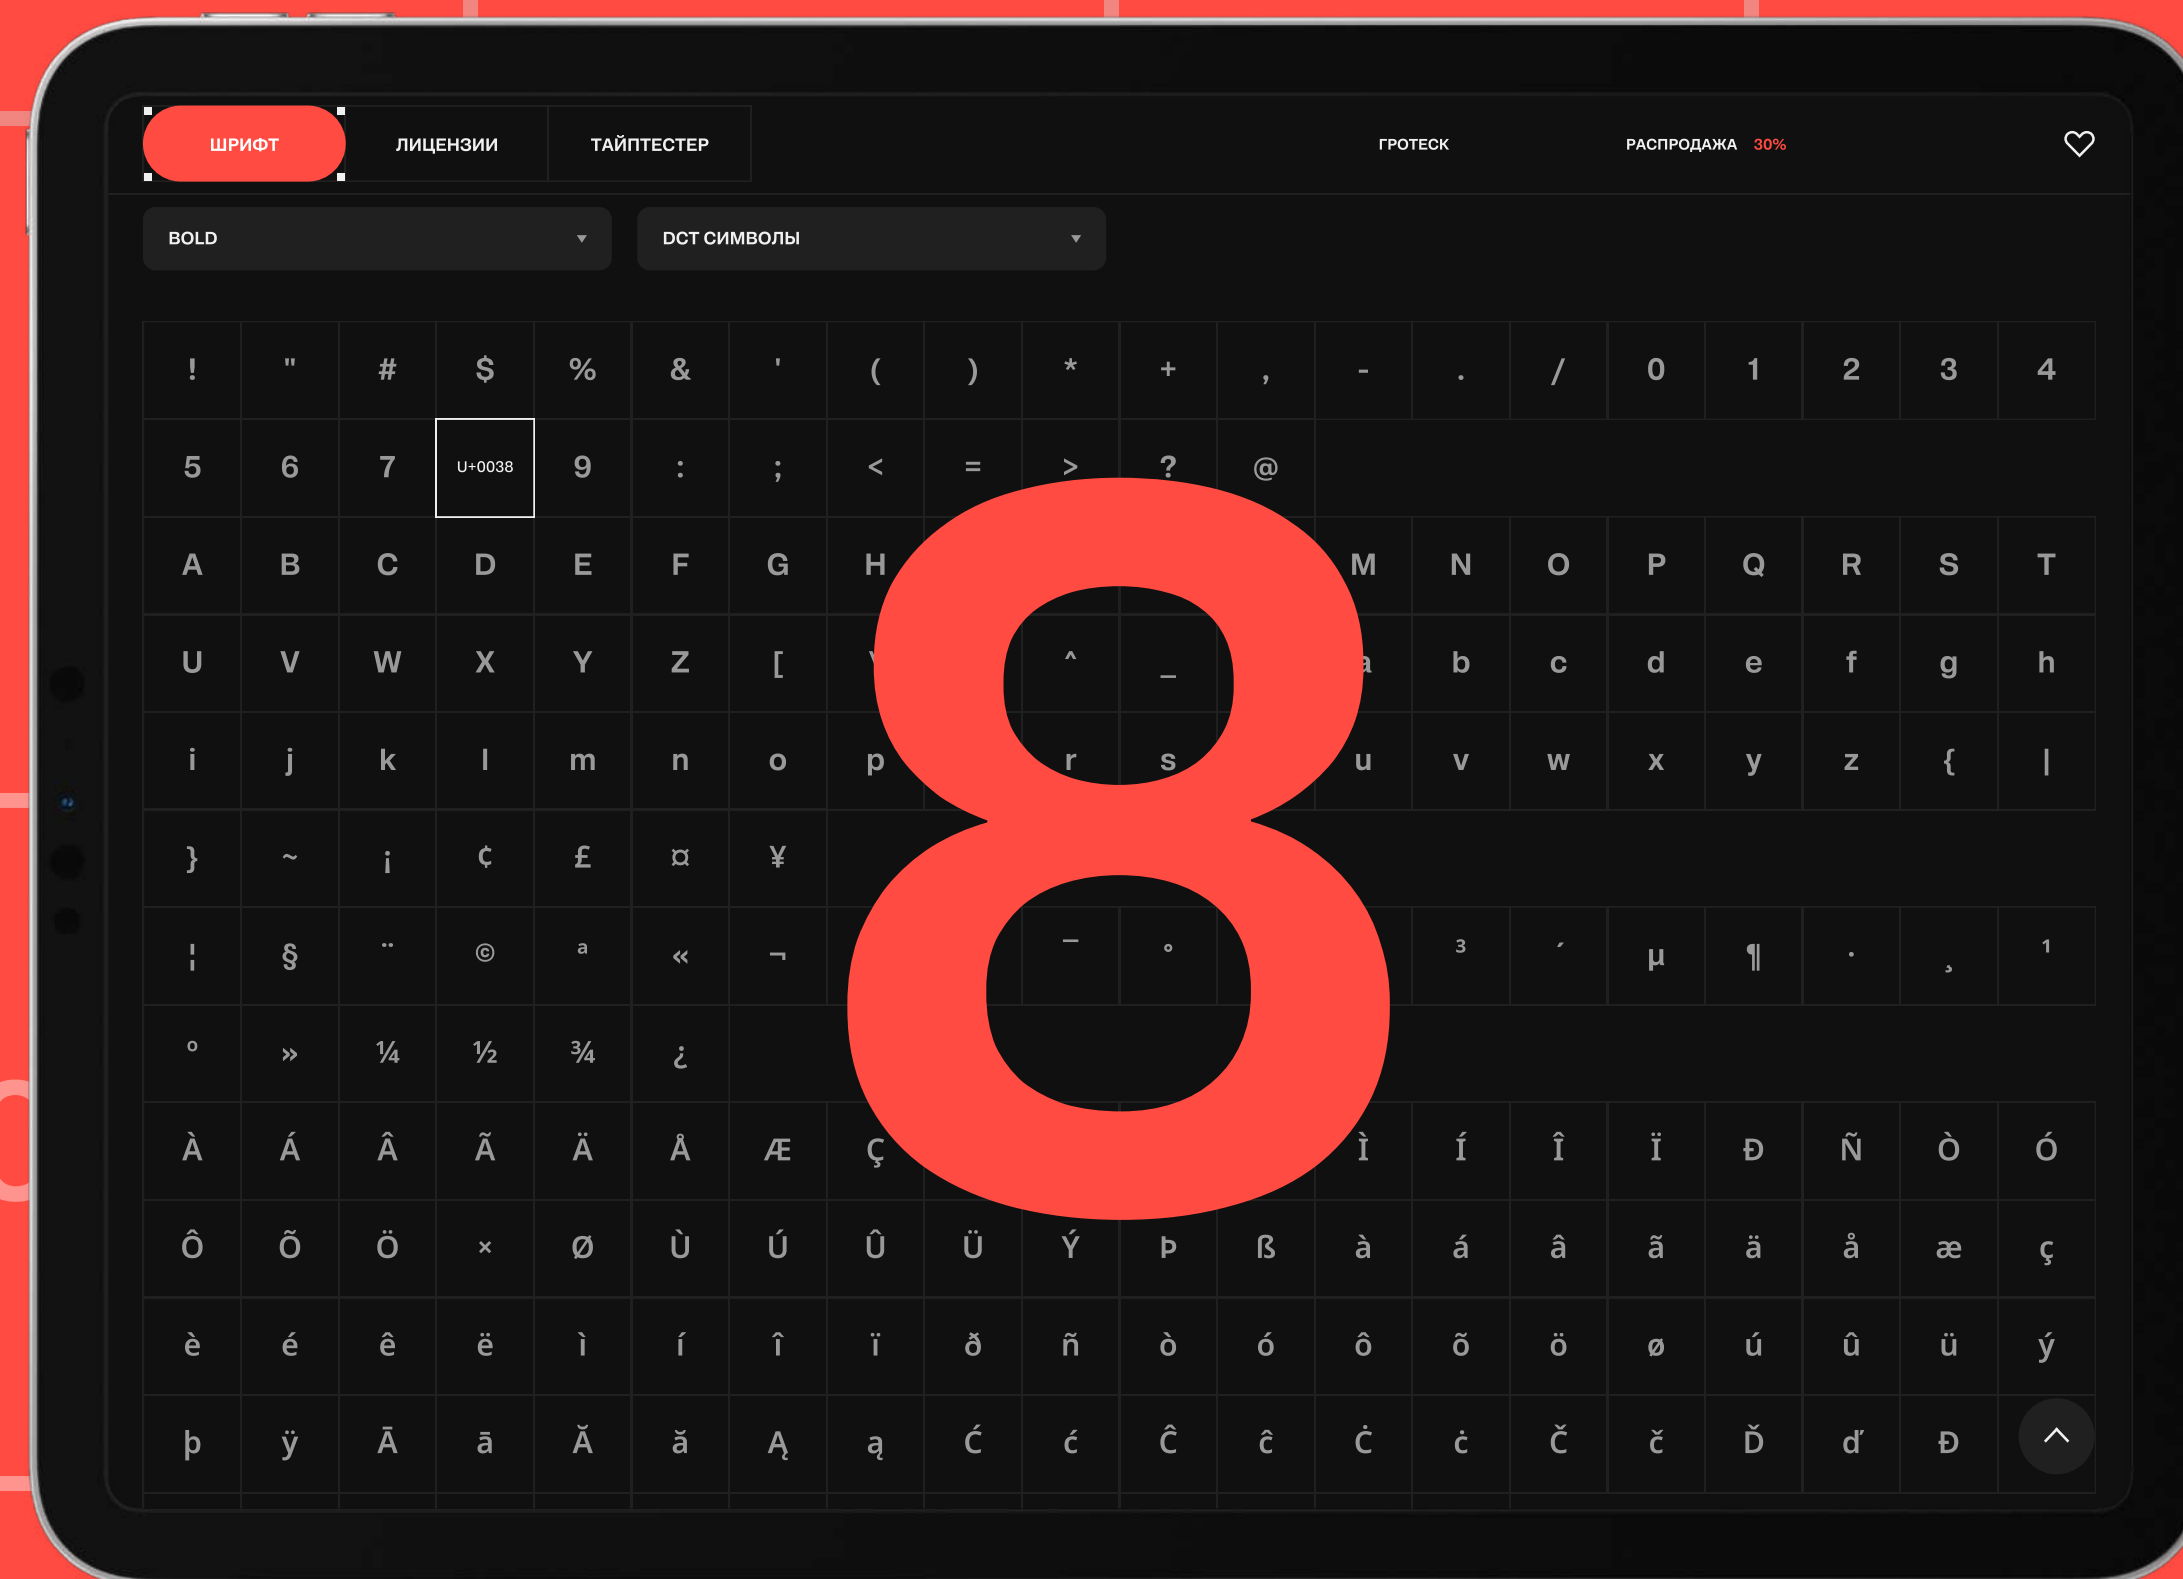 ШРИФТ ЛИЦЕНЗИИ ТАЙПТЕСТЕР ГРОТЕСК РАСПРОДАЖА 30%
BOLD DCT СИМВОЛЫ
! " # $ % & ' ( ) * + , - . / 0 1 2 3 4
5 6 7 U+0038 9 : ; < = > ? @
A B C D E F G H M N O P Q R S T
8
U V W X Y Z [ ^ _ a b c d e f g h
i j k l m n o p r s u v w x y z { |
} ~ ¡ ¢ £ ¤ ¥
¦ § ¨ © ª « ¬ ¯ ° ³ ´ µ ¶ · ¸ ¹
º » ¼ ½ ¾ ¿
À Á Â Ã Ä Å Æ Ç Ì Í Î Ï Ð Ñ Ò Ó
Ô Õ Ö × Ø Ù Ú Û Ü Ý Þ ß à á â ã ä å æ ç
è é ê ë ì í î ï ð ñ ò ó ô õ ö ø ú û ü ý
þ ÿ Ā ā Ă ă Ą ą Ć ć Ĉ ĉ Ċ ċ Č č Ď ď Đ